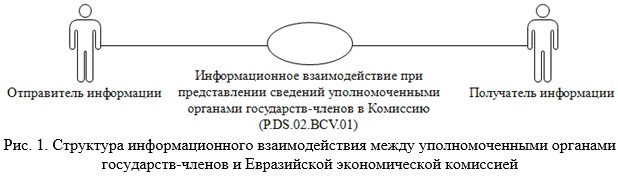 Информационное взаимодействие при
Отправитель информации
представлении сведений уполномоченными
Получатель информации
органами государств-членов в Комиссию
(P.DS.02.BCV.01)
Рис. 1. Структура информационного взаимодействия между уполномоченными органами
государств-членов и Евразийской экономической комиссией